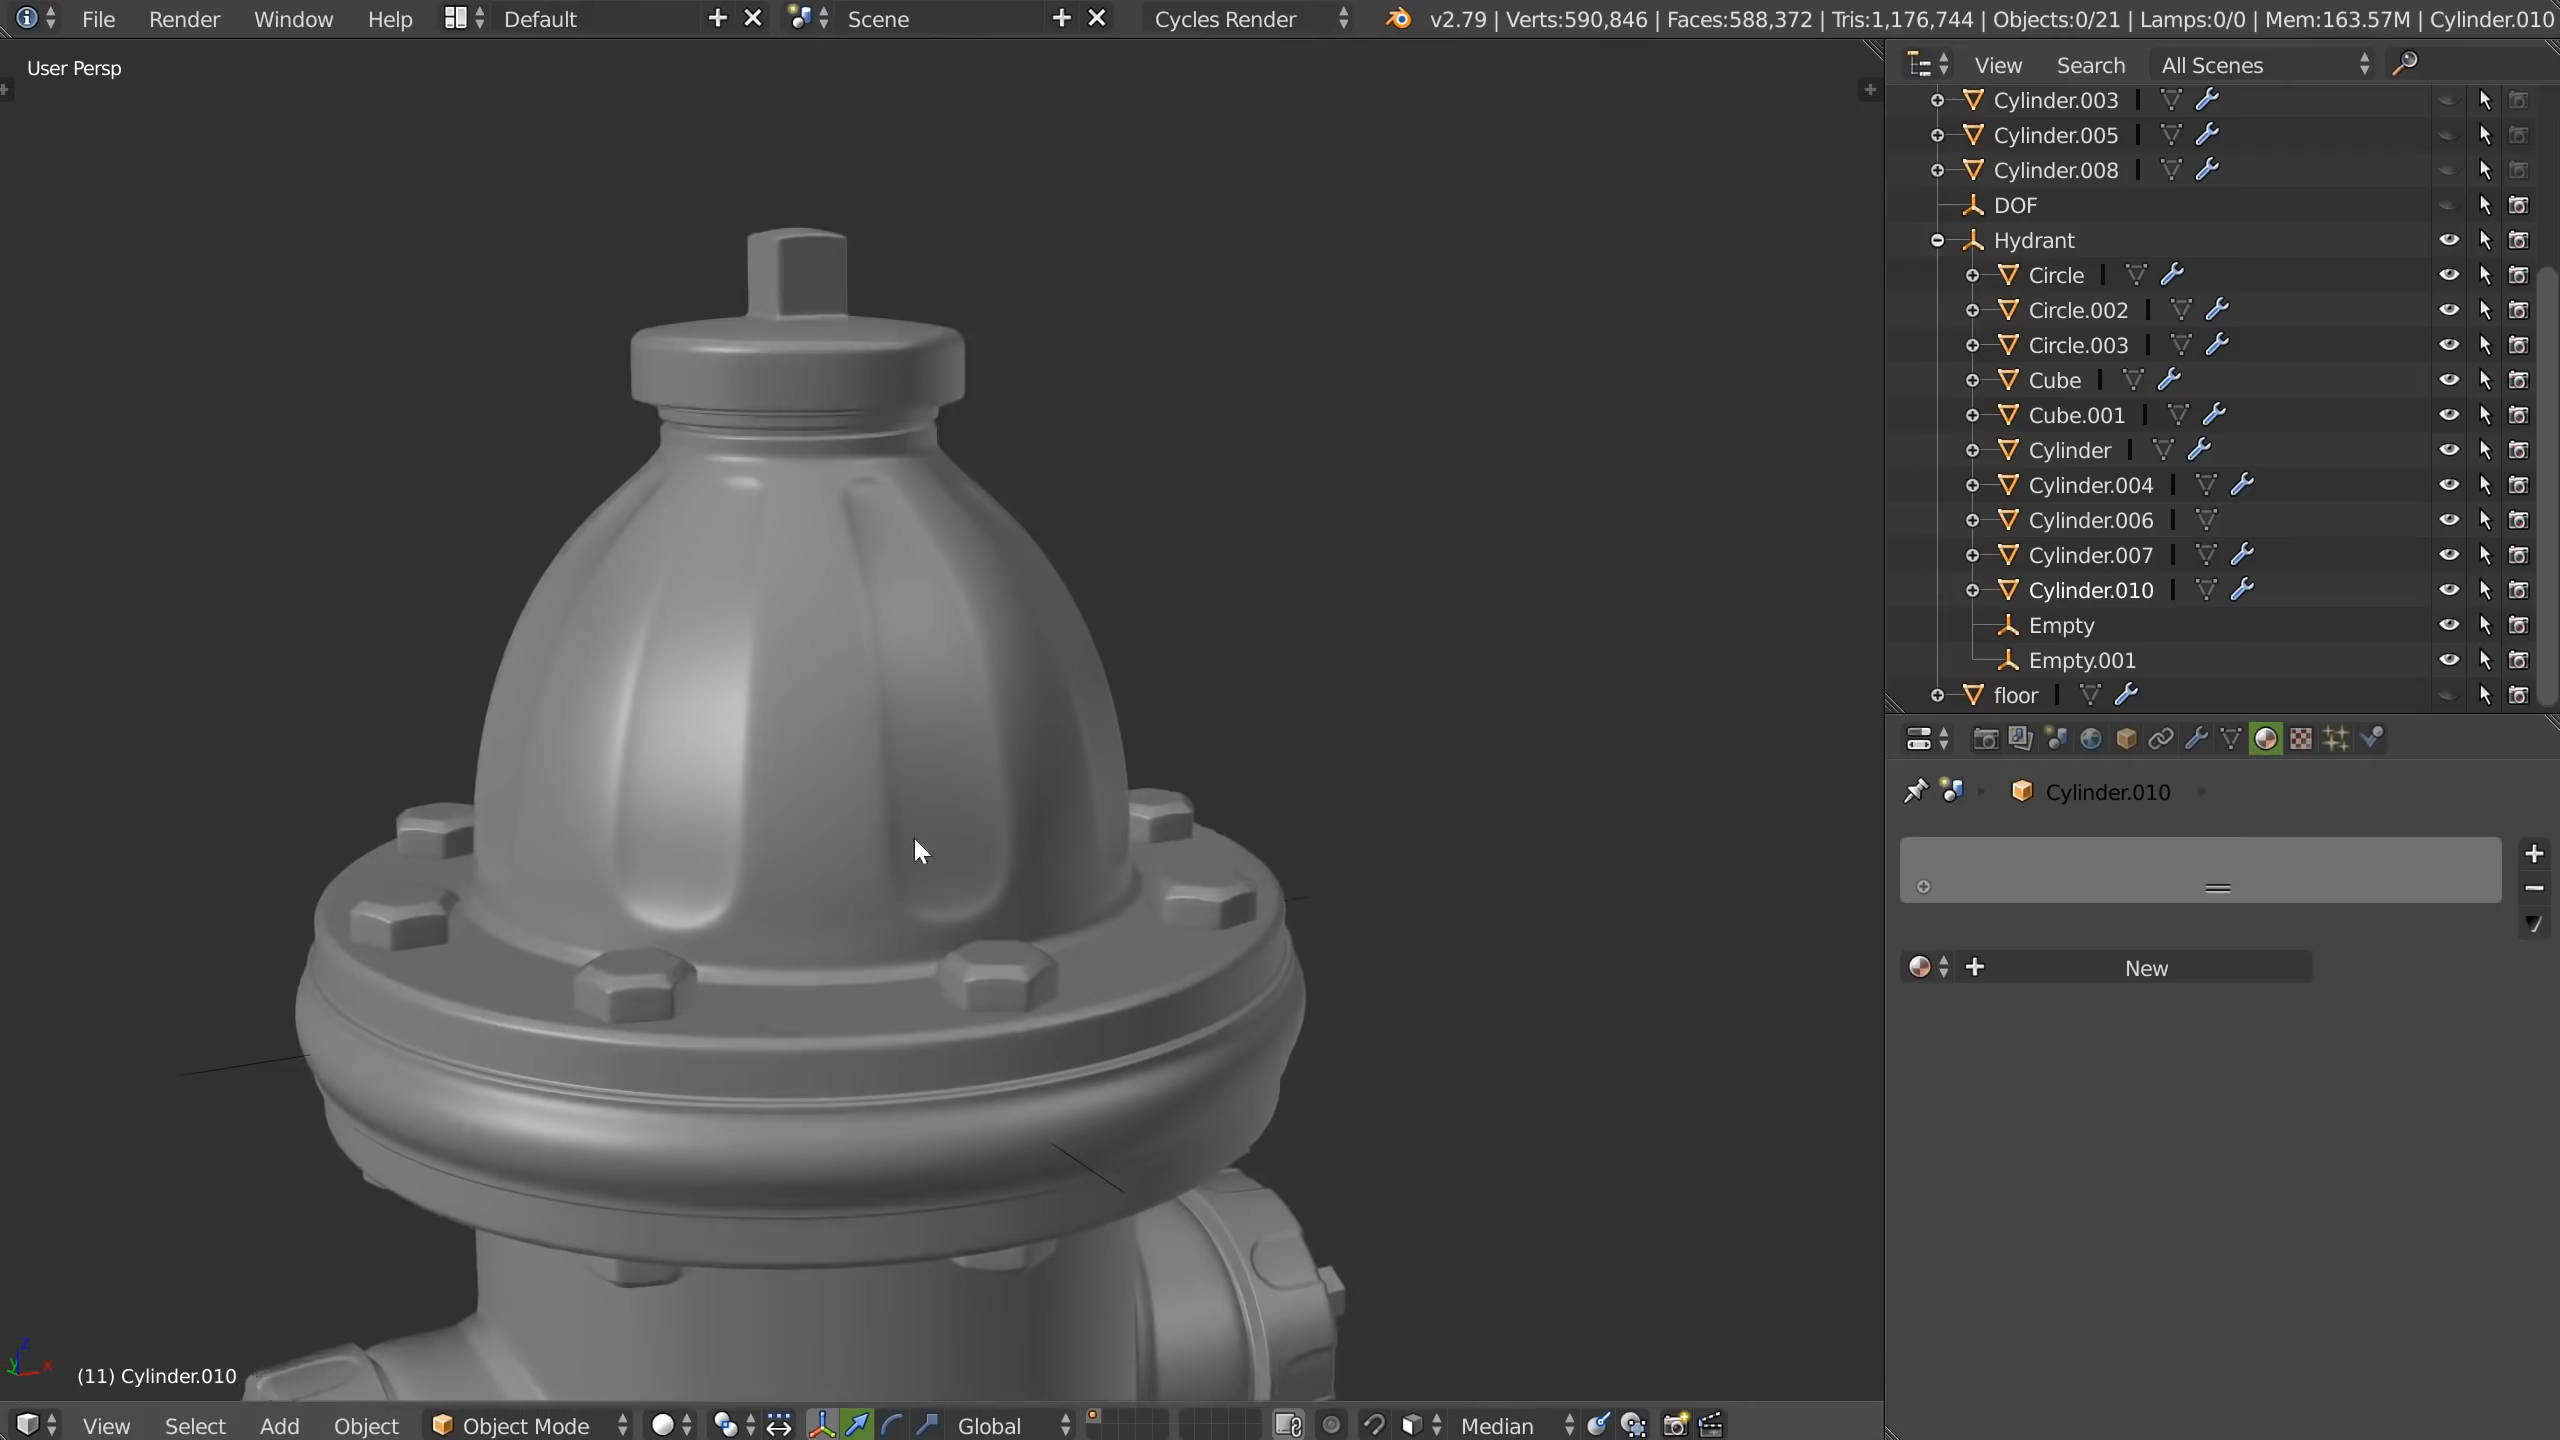 File Render Window Help Default Scene Cycles Render v2.79 | Verts:590,846 | Faces:588,372 | Tris:1,176,744 | Objects:0/21 | Lamps:0/0 | Mem:163.57M | Cylinder.010
User Persp
View Search All Scenes
Cylinder.003
Cylinder.005
Cylinder.008
DOF
Hydrant
Circle
Circle.002
Circle.003
Cube
Cube.001
Cylinder
Cylinder.004
Cylinder.006
Cylinder.007
Cylinder.010
Empty
Empty.001
floor
Cylinder.010
New
z
y x
(11) Cylinder.010
View Select Add Object Object Mode Global Median